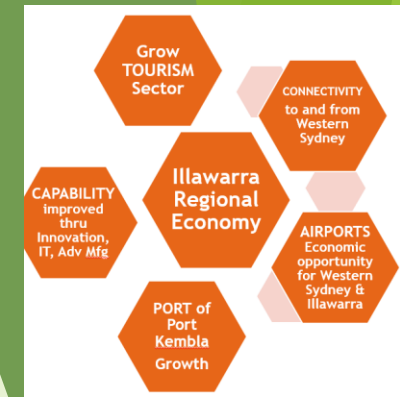 Grow
TOURISM
Sector
CONNECTIVITY
to and from
Western
Sydney
Illawarra
Regional
Economy
CAPABILITY
improved
thru
Innovation,
IT, Adv Mfg
AIRPORTS
Economic
opportunity
for Western
Sydney &
Illawarra
PORT of
Port
Kembla
Growth